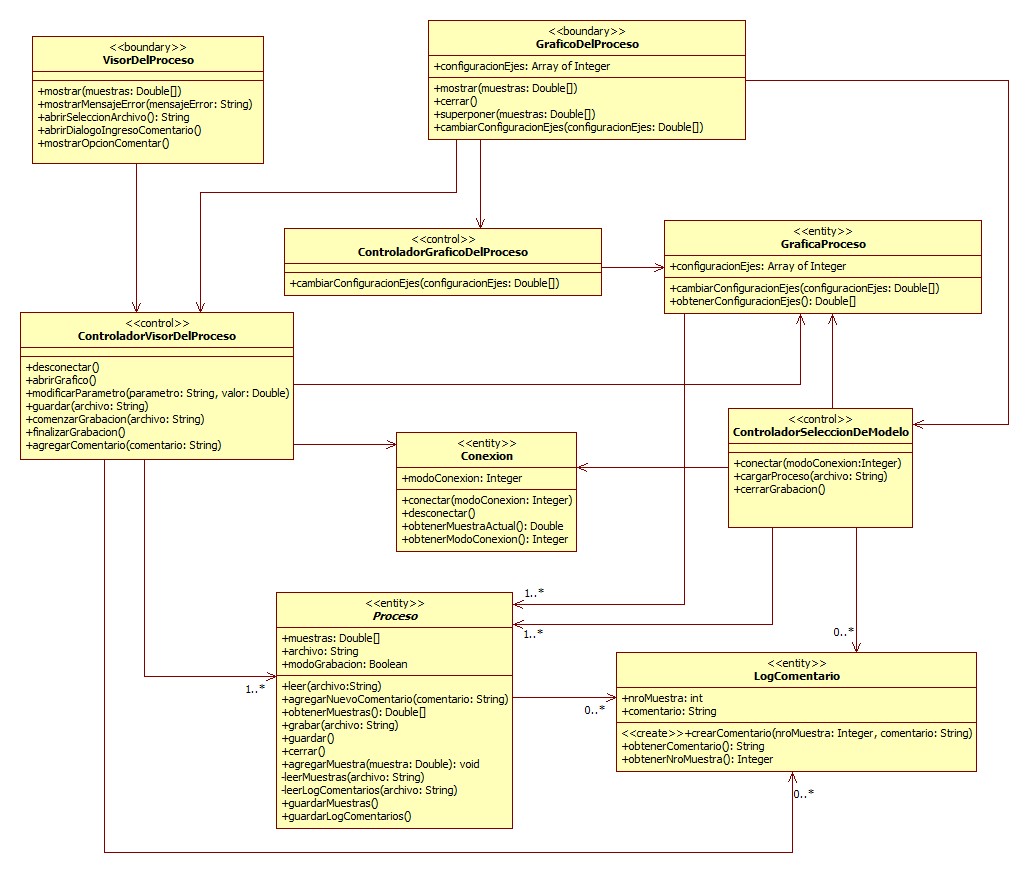 <<boundary>>
VisorDelProceso
+mostrar(muestras: Double[])
+mostrarMensajeError(mensajeError: String)
+abrirSeleccionArchivo(): String
+abrirDialogoIngresoComentario()
+mostrarOpcionComentar()
<<boundary>>
GraficoDelProceso
+configuracionEjes: Array of Integer
+mostrar(muestras: Double[])
+cerrar()
+superponer(muestras: Double[])
+cambiarConfiguracionEjes(configuracionEjes: Double[])
<<control>>
ControladorGraficoDelProceso
+cambiarConfiguracionEjes(configuracionEjes: Double[])
<<entity>>
GraficaProceso
+configuracionEjes: Array of Integer
+cambiarConfiguracionEjes(configuracionEjes: Double[])
+obtenerConfiguracionEjes(): Double[]
<<control>>
ControladorVisorDelProceso
+desconectar()
+abrirGrafico()
+modificarParametro(parametro: String, valor: Double)
+guardar(archivo: String)
+comenzarGrabacion(archivo: String)
+finalizarGrabacion()
+agregarComentario(comentario: String)
<<entity>>
Conexion
+modoConexion: Integer
+conectar(modoConexion: Integer)
+desconectar()
+obtenerMuestraActual(): Double
+obtenerModoConexion(): Integer
<<control>>
ControladorSeleccionDeModelo
+conectar(modoConexion:Integer)
+cargarProceso(archivo: String)
+cerrarGrabacion()
1..*
1..*
0..*
1..*
0..*
0..*
<<entity>>
Proceso
+muestras: Double[]
+archivo: String
+modoGrabacion: Boolean
+leer(archivo:String)
+agregarNuevoComentario(comentario: String)
+obtenerMuestras(): Double[]
+grabar(archivo: String)
+guardar()
+cerrar()
+agregarMuestra(muestra: Double): void
-leerMuestras(archivo: String)
-leerLogComentarios(archivo: String)
+guardarMuestras()
+guardarLogComentarios()
<<entity>>
LogComentario
+nroMuestra: int
+comentario: String
<<create>>+crearComentario(nroMuestra: Integer, comentario: String)
+obtenerComentario(): String
+obtenerNroMuestra(): Integer